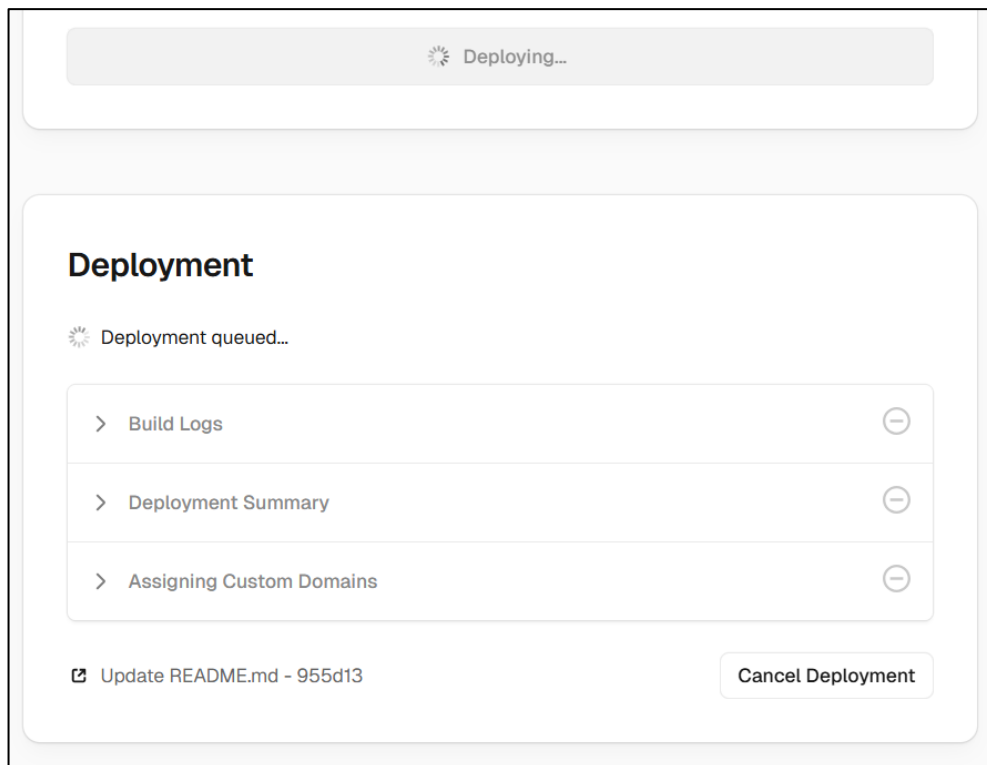 Deploying...
Deployment
Deployment queued...
Build Logs
Deployment Summary
Assigning Custom Domains
Update README.md - 955d13
Cancel Deployment